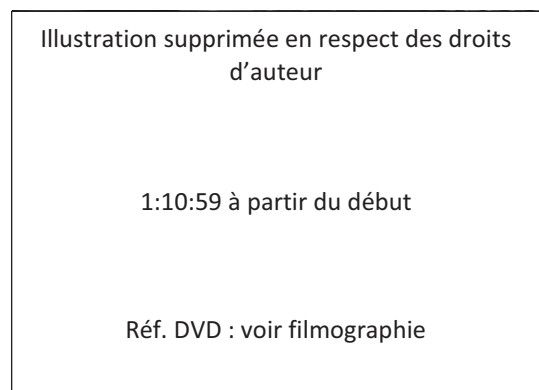 Illustration supprimée en respect des droits
d’auteur
1:10:59 à partir du début
Réf. DVD : voir filmographie